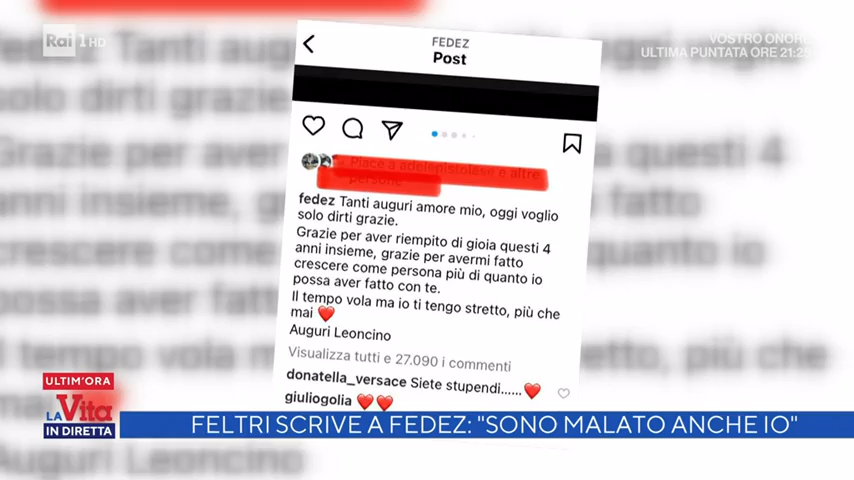 Rai 1 HD
VOSTRO ONORE
ULTIMA PUNTATA ORE 21:25
FEDEZ
Post
Piace a adelepistolese e altre
persone
fedez Tanti auguri amore mio, oggi voglio
solo dirti grazie.
Grazie per aver riempito di gioia questi 4
anni insieme, grazie per avermi fatto
crescere come persona più di quanto io
possa aver fatto con te.
Il tempo vola ma io ti tengo stretto, più che
mai ❤️
Auguri Leoncino
Visualizza tutti e 27.090 i commenti
donatella_versace Siete stupendi......❤️
giuliogolia ❤️❤️
ULTIM'ORA
LA Vita
IN DIRETTA
FELTRI SCRIVE A FEDEZ: "SONO MALATO ANCHE IO"